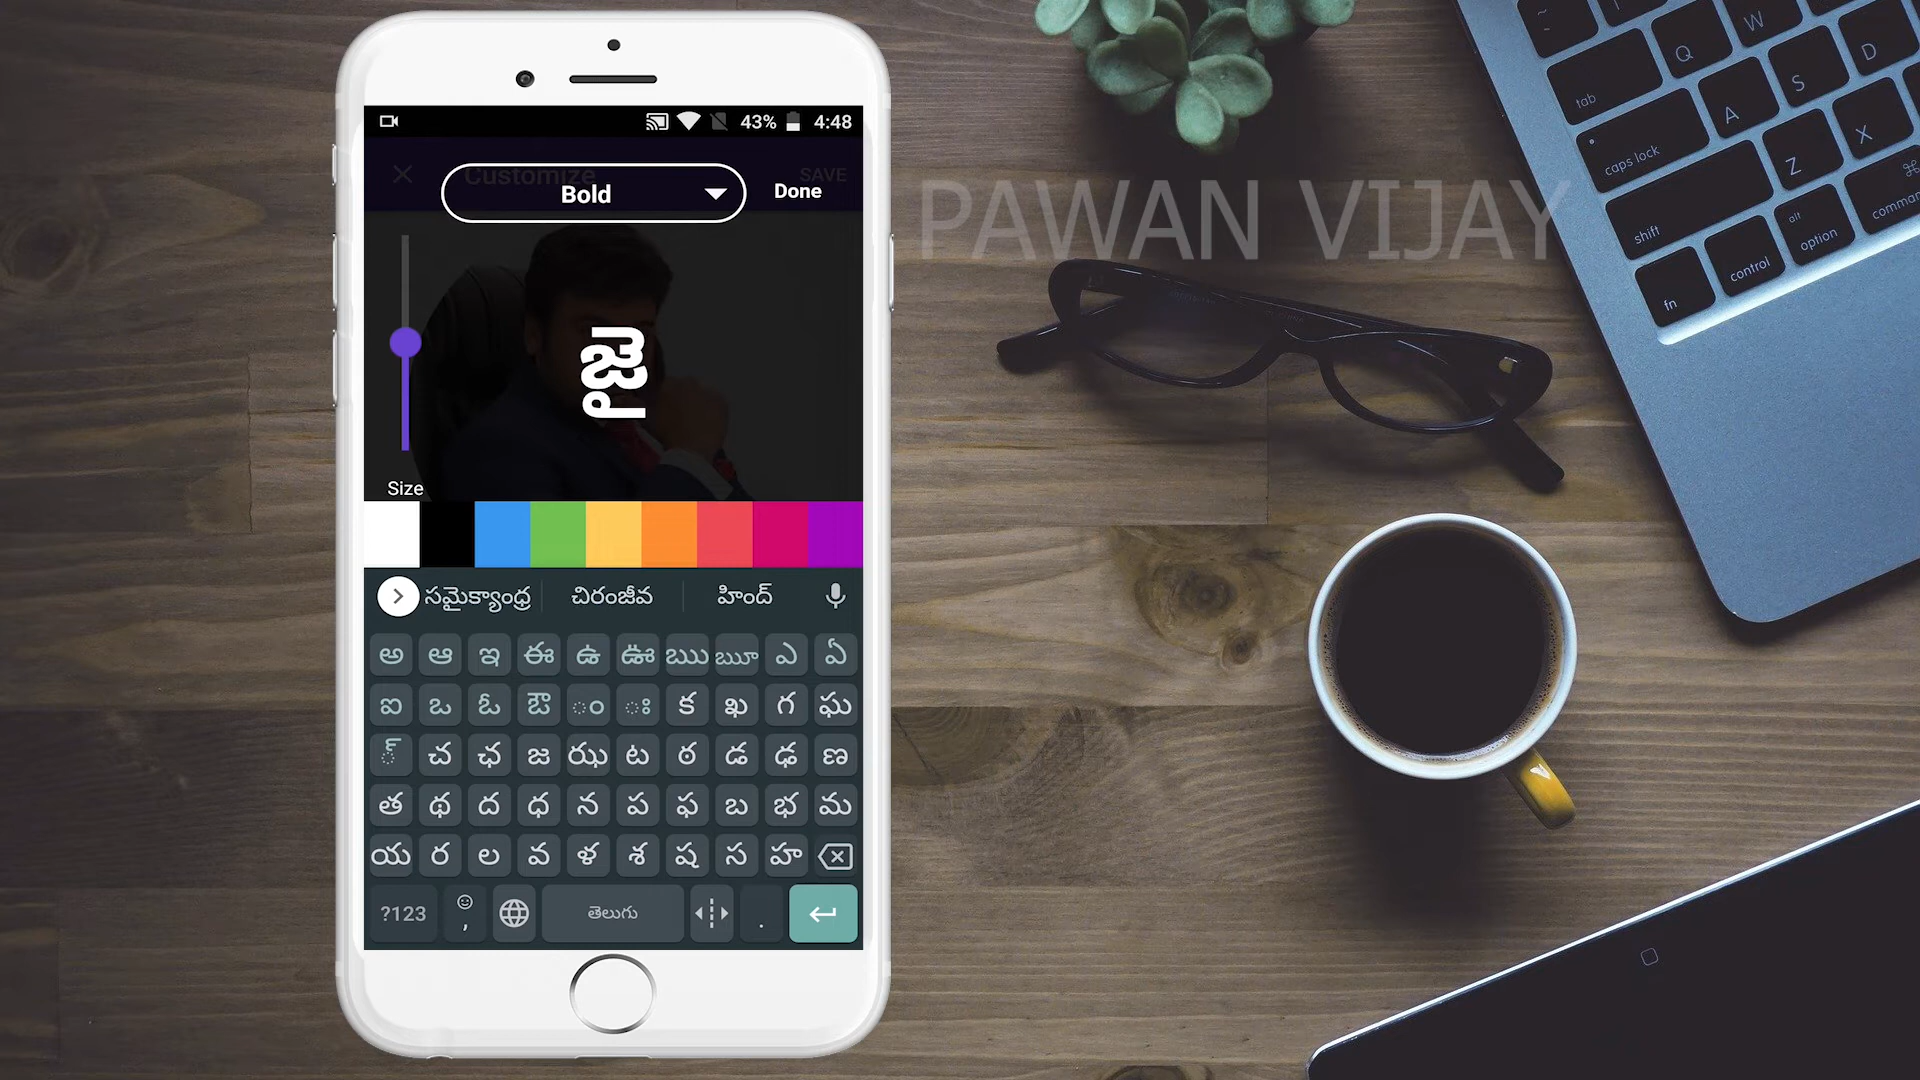 43% 4:48
Customize SAVE
Bold Done
PAWAN VIJAY
Size
సమైక్యాంధ్ర చిరంజీవ హింద్
అ ఆ ఇ ఈ ఉ ఊ ఋ ౠ ఎ ఏ
ఐ ఒ ఓ ఔ ం ః క ఖ గ ఘ
చ ఛ జ ఝ ట ఠ డ ఢ ణ
త థ ద ధ న ప ఫ బ భ మ
య ర ల వ ళ శ ష స హ
?123 , తెలుగు .
Q W
tab A S D
caps lock Z X
shift alt
fn control option command